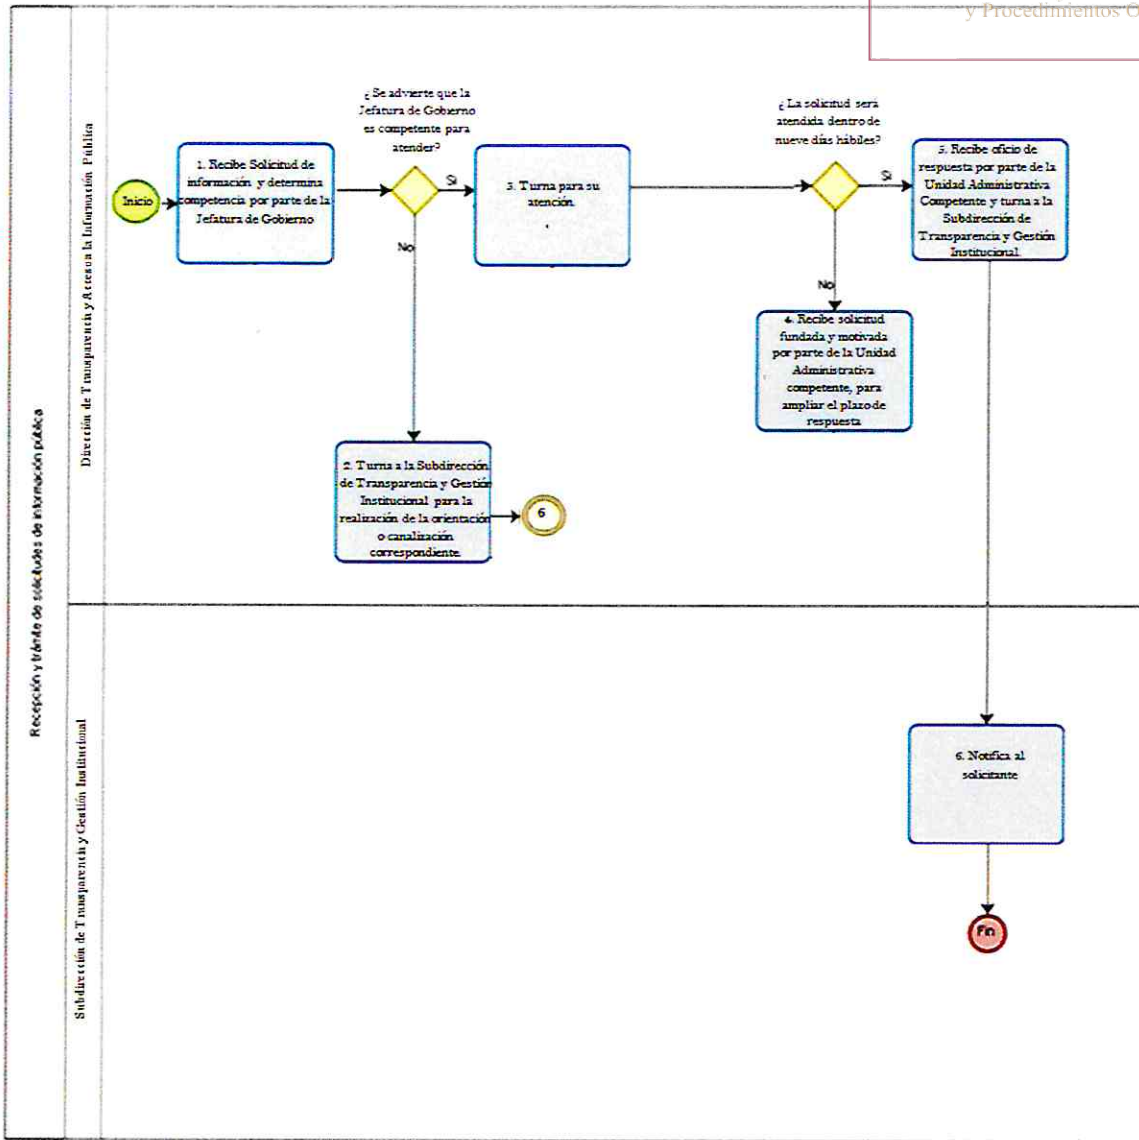 y Procedimientos O
Recepción y trámite de solicitudes de información pública
Dirección de Transparencia y Acceso a la Información Pública
Inicio
1. Recibe Solicitud de
información y determina
competencia por parte de la
Jefatura de Gobierno
¿Se advierte que la
Jefatura de Gobierno
es competente para
atender?
Si
No
3. Turna para su
atención.
¿La solicitud será
atendida dentro de
nueve días hábiles?
Si
No
5. Recibe oficio de
respuesta por parte de la
Unidad Administrativa
Competente y turna a la
Subdirección de
Transparencia y Gestión
Institucional.
4. Recibe solicitud
fundada y motivada
por parte de la Unidad
Administrativa
competente, para
ampliar el plazo de
respuesta
2. Turna a la Subdirección
de Transparencia y Gestión
Institucional para la
realización de la orientación
o canalización
correspondiente.
6
Subdirección de Transparencia y Gestión Institucional
6. Notifica al
solicitante
Fin